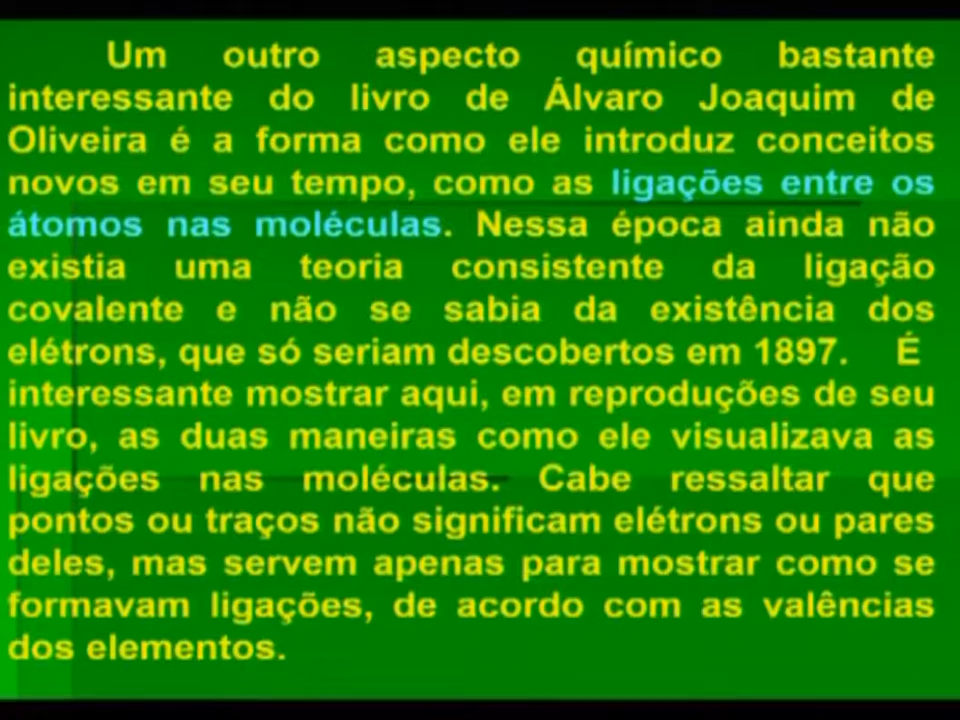 Um outro aspecto químico bastante
interessante do livro de Álvaro Joaquim de
Oliveira é a forma como ele introduz conceitos
novos em seu tempo, como as ligações entre os
átomos nas moléculas. Nessa época ainda não
existia uma teoria consistente da ligação
covalente e não se sabia da existência dos
elétrons, que só seriam descobertos em 1897. É
interessante mostrar aqui, em reproduções de seu
livro, as duas maneiras como ele visualizava as
ligações nas moléculas. Cabe ressaltar que
pontos ou traços não significam elétrons ou pares
deles, mas servem apenas para mostrar como se
formavam ligações, de acordo com as valências
dos elementos.